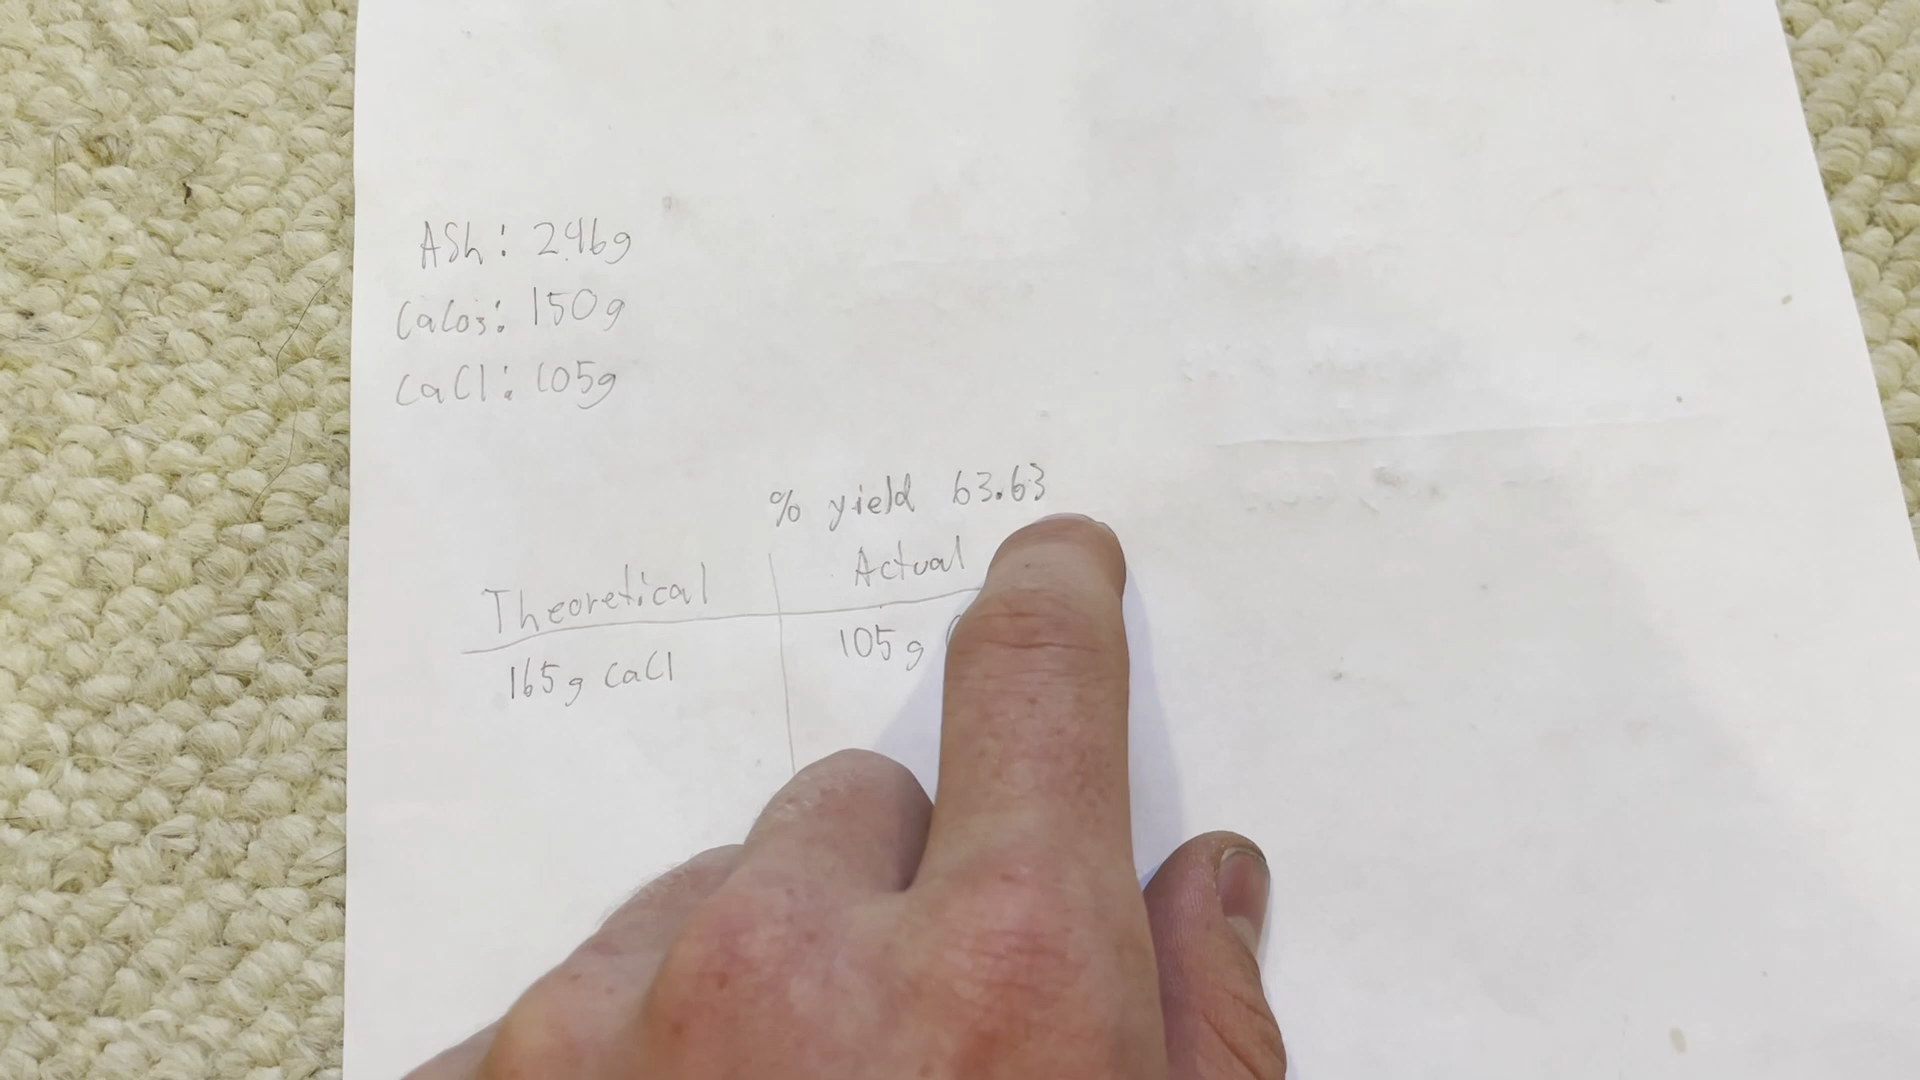 Ash: 246g
CaCo3: 150g
CaCl: 105g
% yield 63.63
Theoretical Actual
165g CaCl 105g